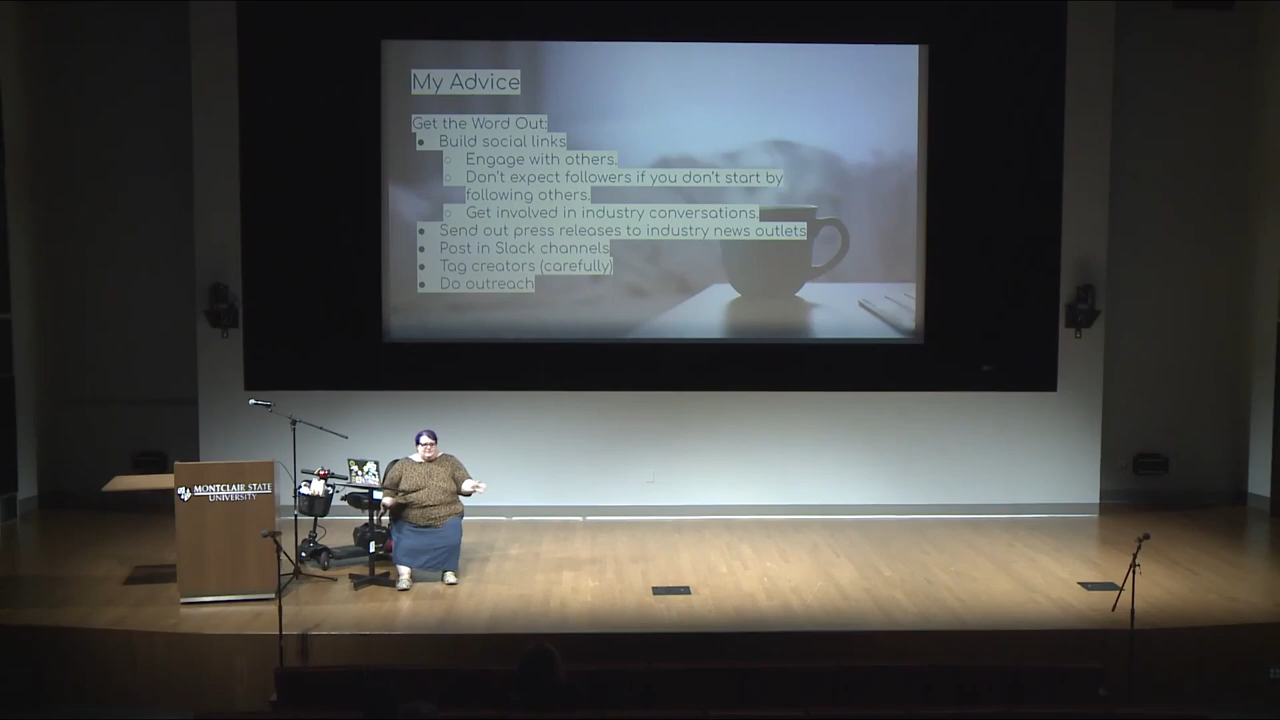 My Advice
Get the Word Out:
● Build social links
○ Engage with others.
○ Don't expect followers if you don't start by
following others.
○ Get involved in industry conversations.
● Send out press releases to industry news outlets
● Post in Slack channels
● Tag creators (carefully)
● Do outreach
MONTCLAIR STATE
UNIVERSITY